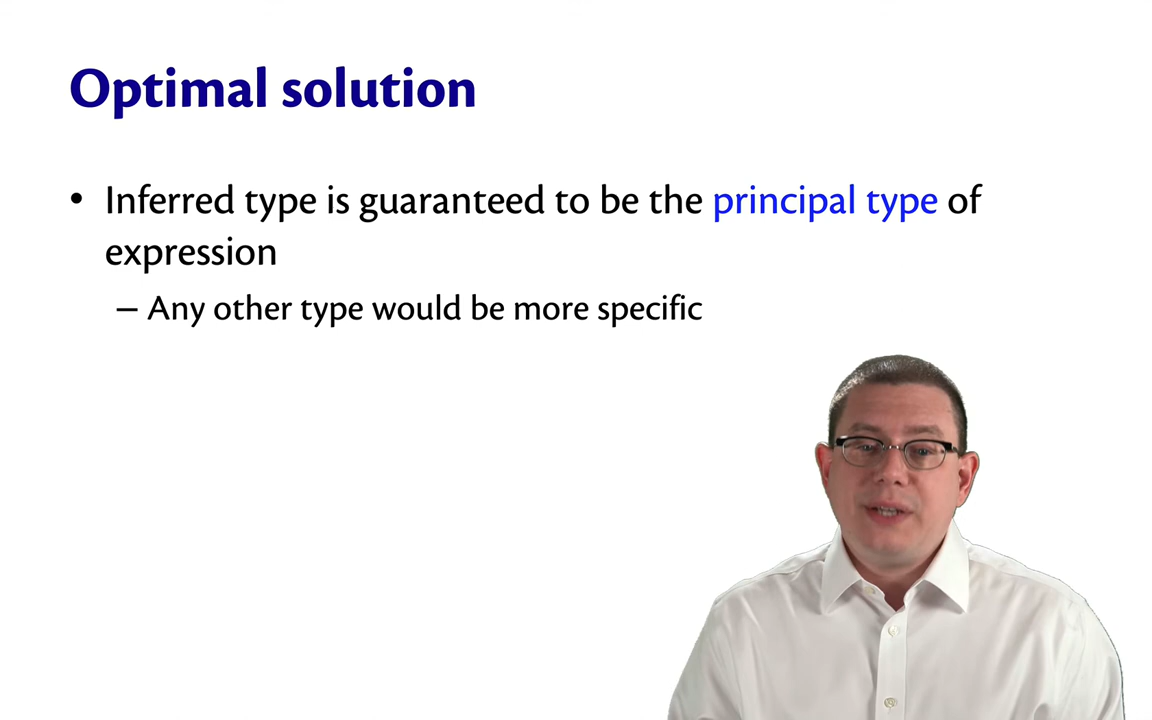 Optimal solution
• Inferred type is guaranteed to be the principal type of
expression
– Any other type would be more specific